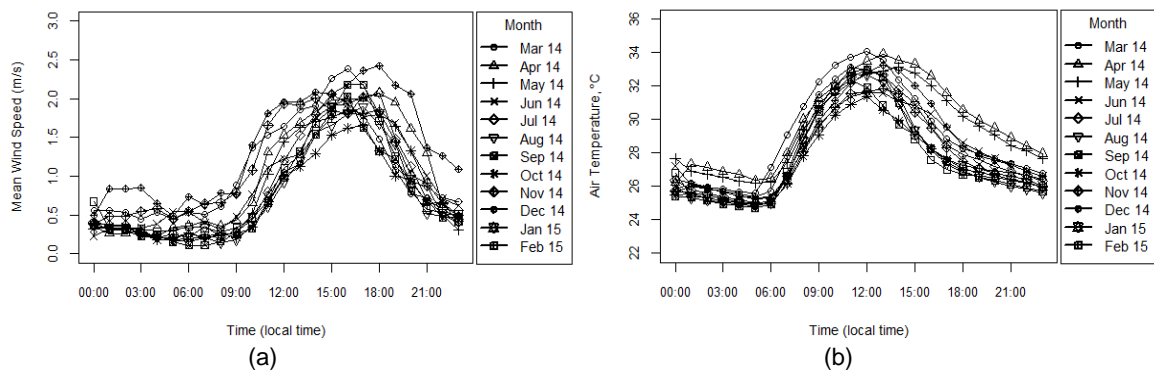 Mean Wind Speed (m/s)
3.0
2.5
2.0
1.5
1.0
0.5
0.0
00:00 03:00 06:00 09:00 12:00 15:00 18:00 21:00
Time (local time)
Month
Mar 14
Apr 14
May 14
Jun 14
Jul 14
Aug 14
Sep 14
Oct 14
Nov 14
Dec 14
Jan 15
Feb 15
(a)
Air Temperature, °C
36
34
32
30
28
26
24
22
00:00 03:00 06:00 09:00 12:00 15:00 18:00 21:00
Time (local time)
Month
Mar 14
Apr 14
May 14
Jun 14
Jul 14
Aug 14
Sep 14
Oct 14
Nov 14
Dec 14
Jan 15
Feb 15
(b)